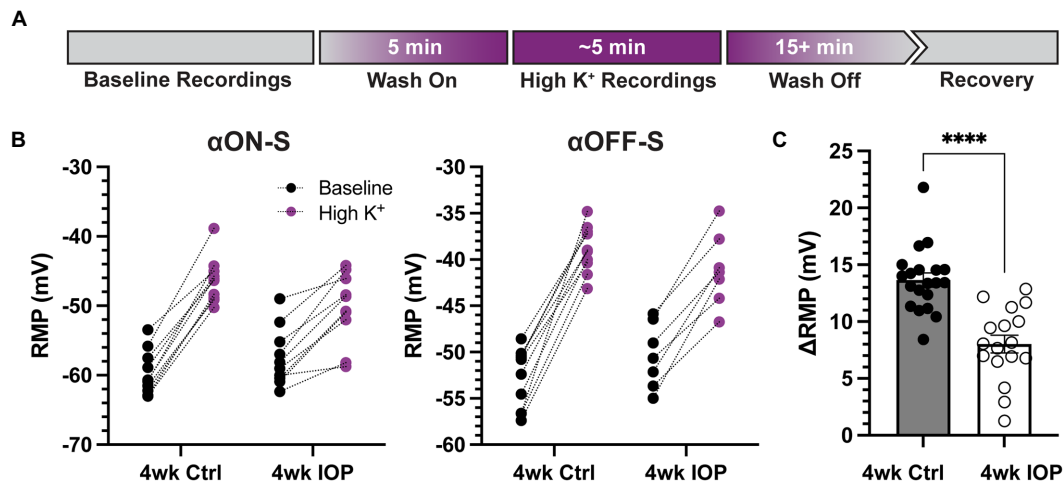 A
5 min
~5 min
15+ min
Baseline Recordings
Wash On
High K⁺ Recordings
Wash Off
Recovery
B
αON-S
Baseline
High K⁺
RMP (mV)
-30
-40
-50
-60
-70
4wk Ctrl
4wk IOP
αOFF-S
RMP (mV)
-30
-35
-40
-45
-50
-55
-60
4wk Ctrl
4wk IOP
C
****
ΔRMP (mV)
25
20
15
10
5
0
4wk Ctrl
4wk IOP